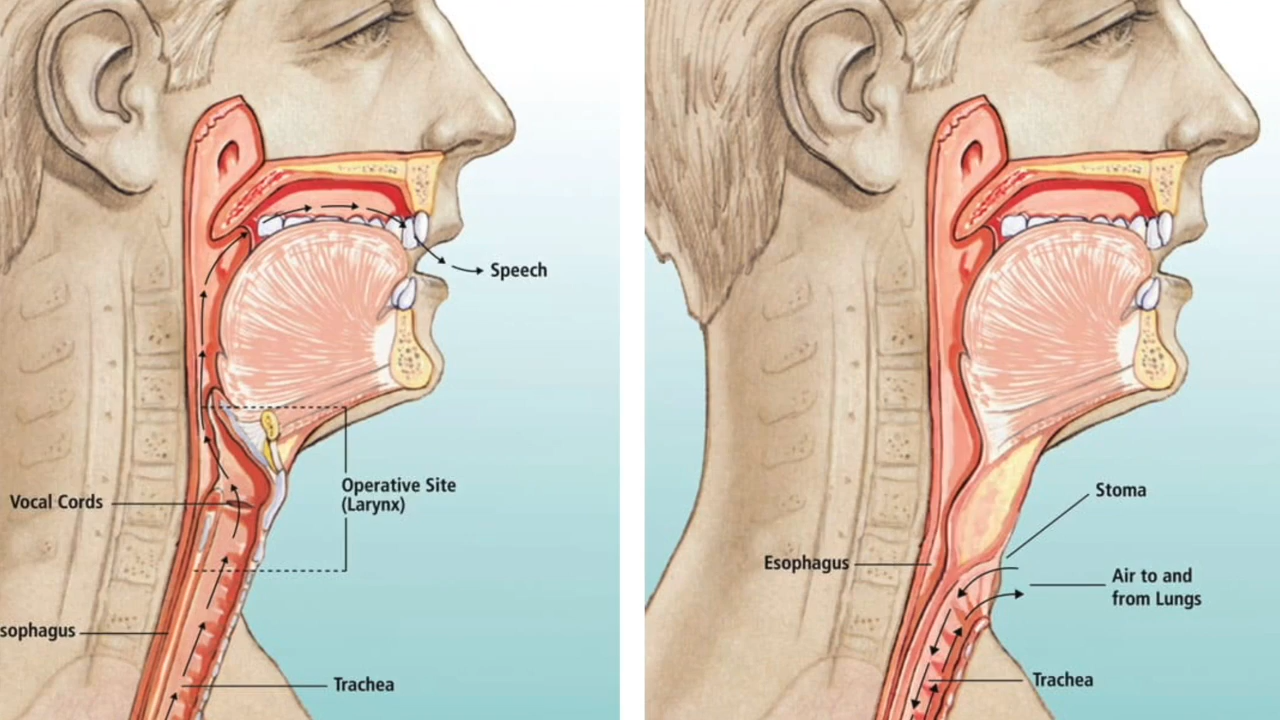 Speech
Vocal Cords
Operative Site
(Larynx)
sophagus
Trachea
Stoma
Esophagus
Air to and
from Lungs
Trachea